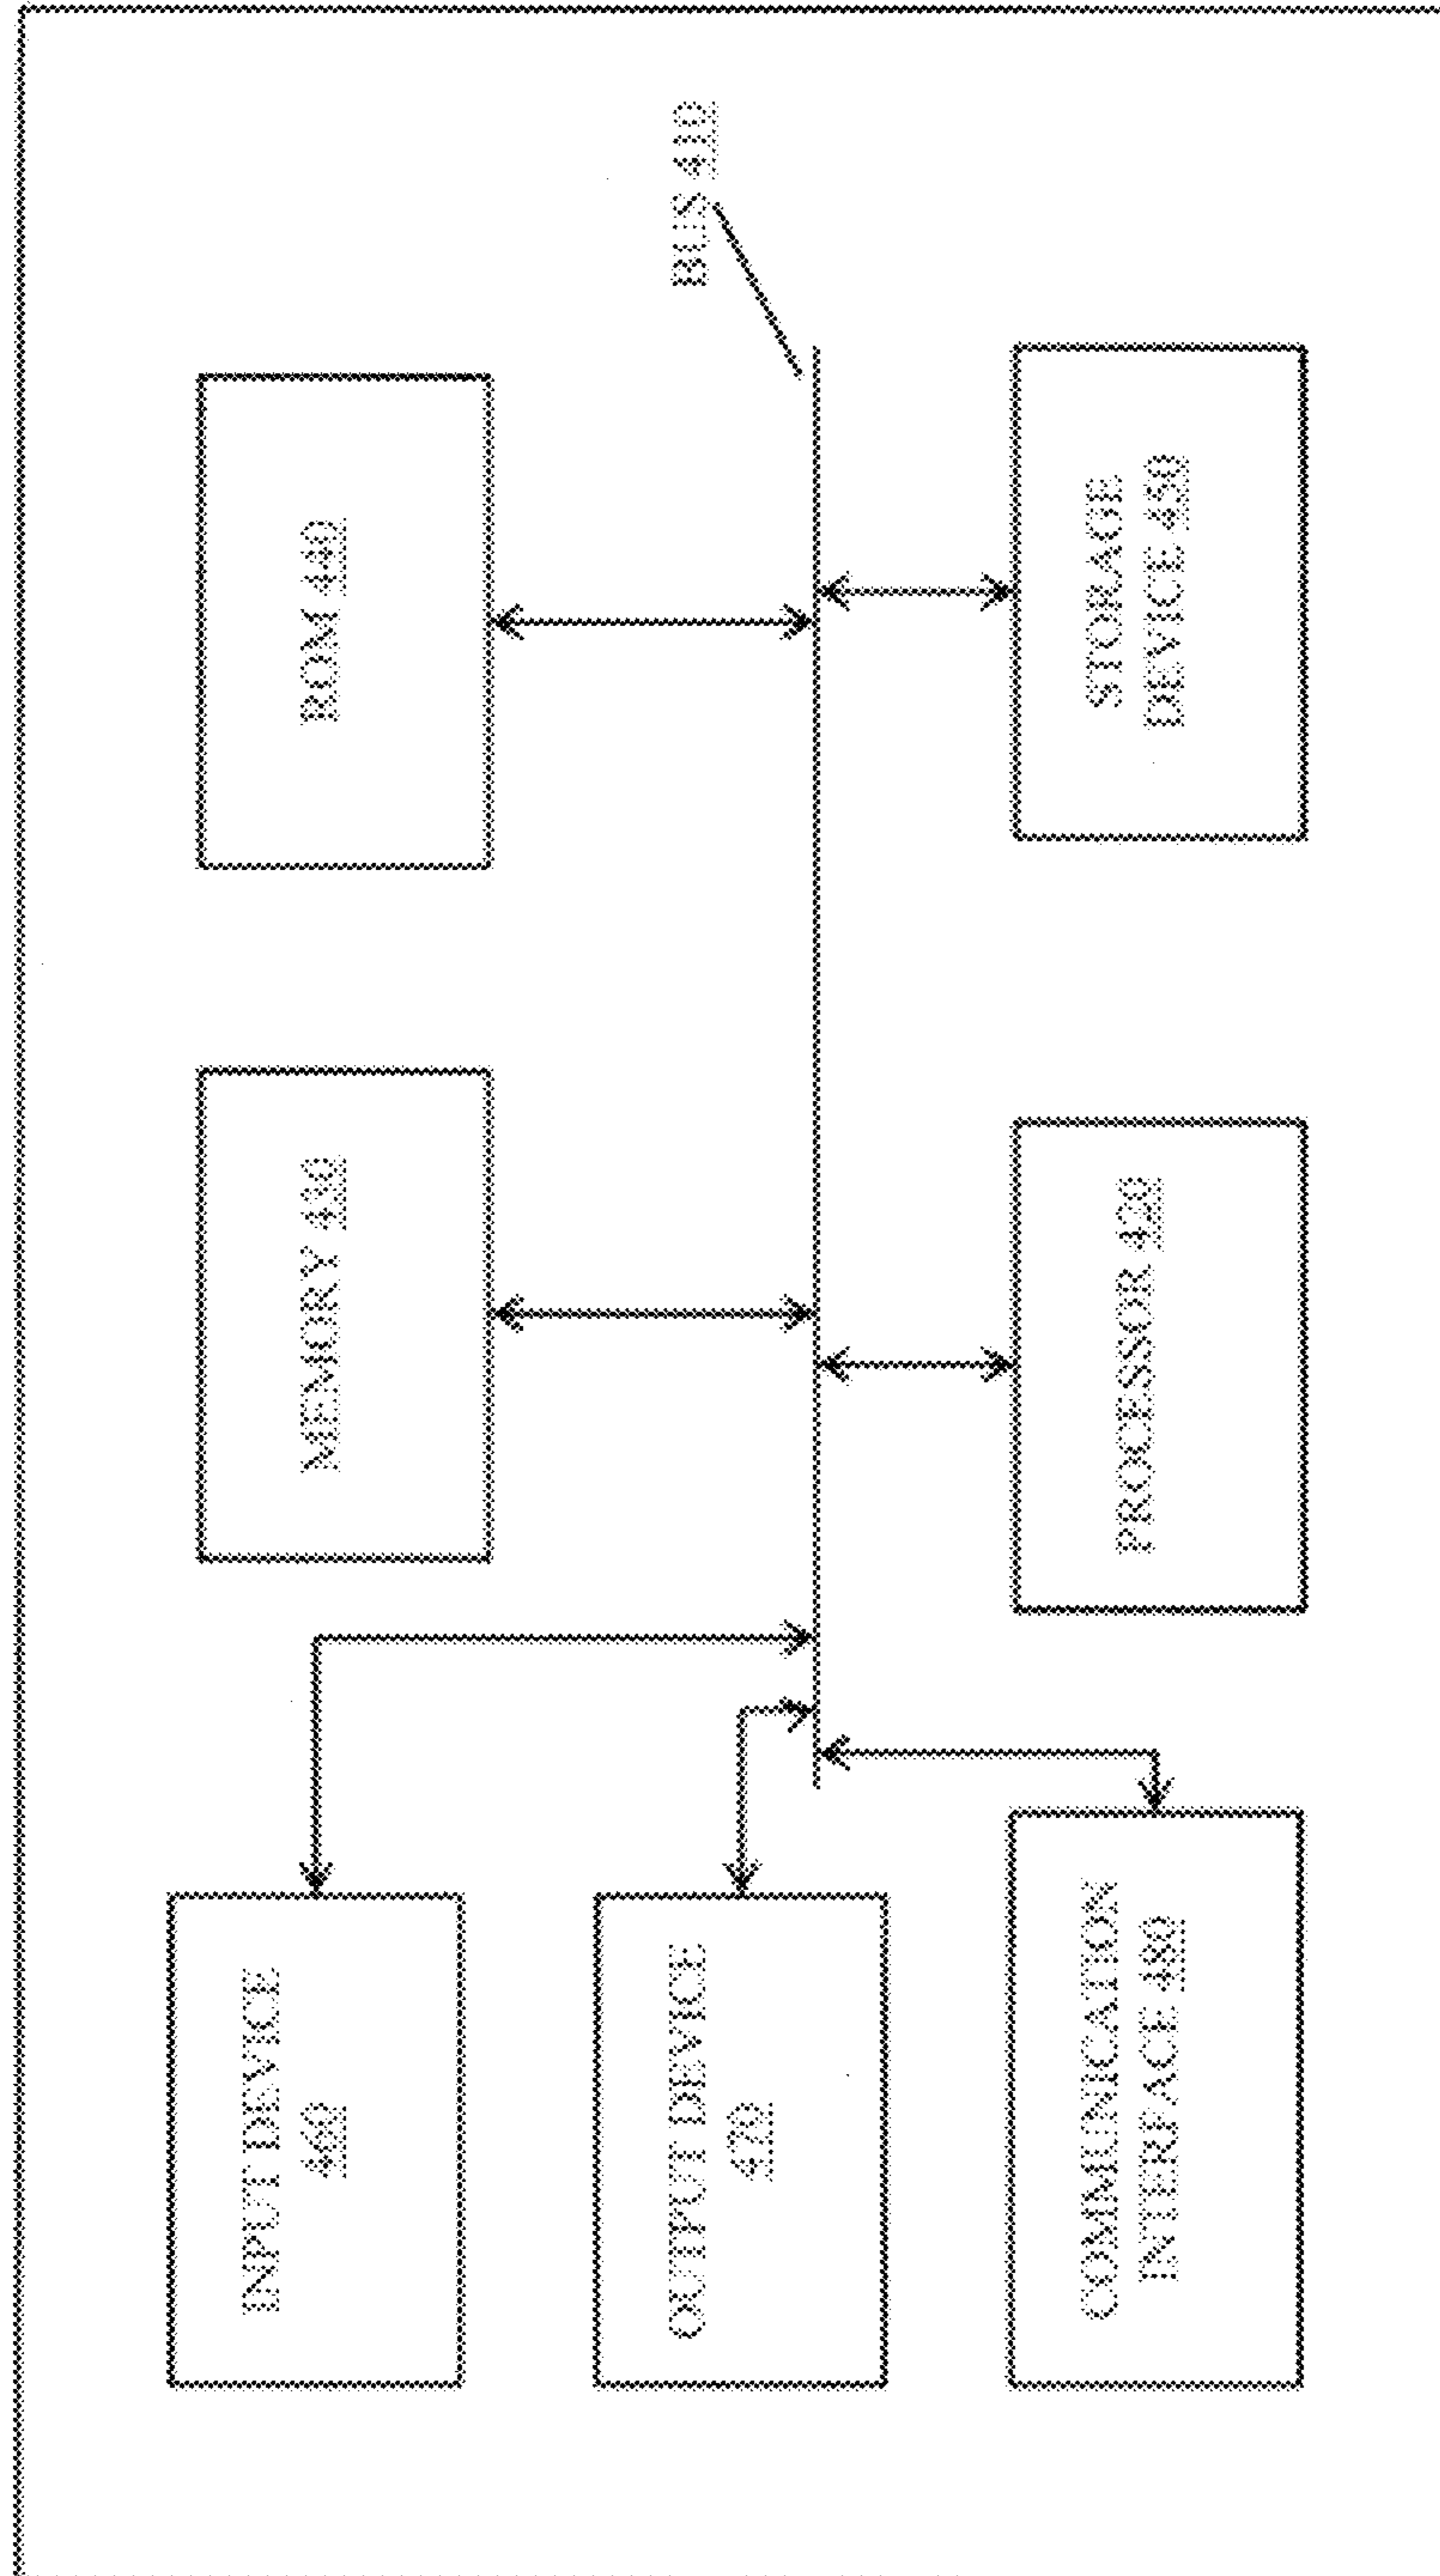 INPUT DEVICE
460
MEMORY 430
ROM 440
OUTPUT DEVICE
470
BUS 410
COMMUNICATION
INTERFACE 480
PROCESSOR 420
STORAGE
DEVICE 450